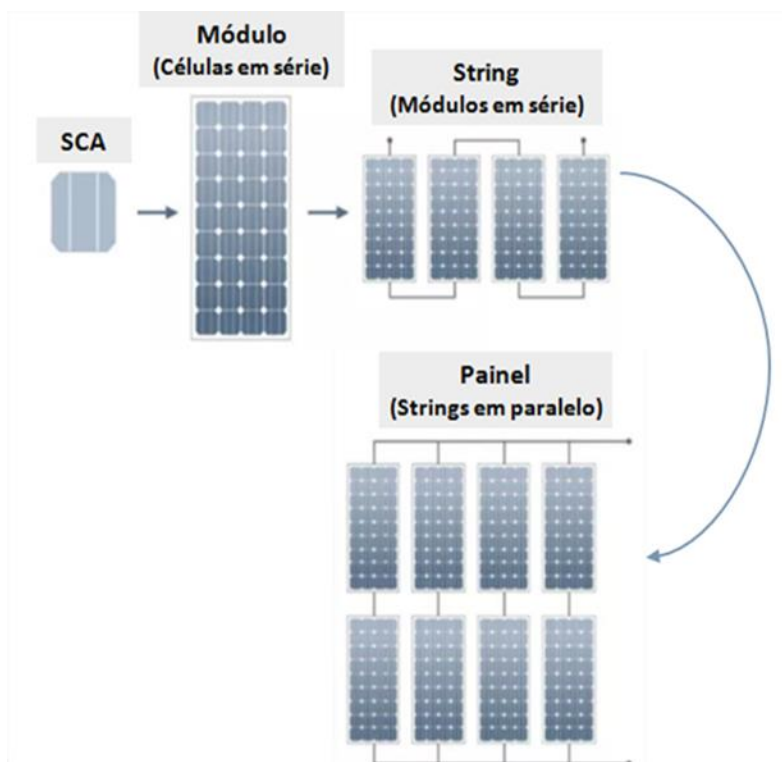 Módulo
(Células em série)
String
(Módulos em série)
SCA
Painel
(Strings em paralelo)